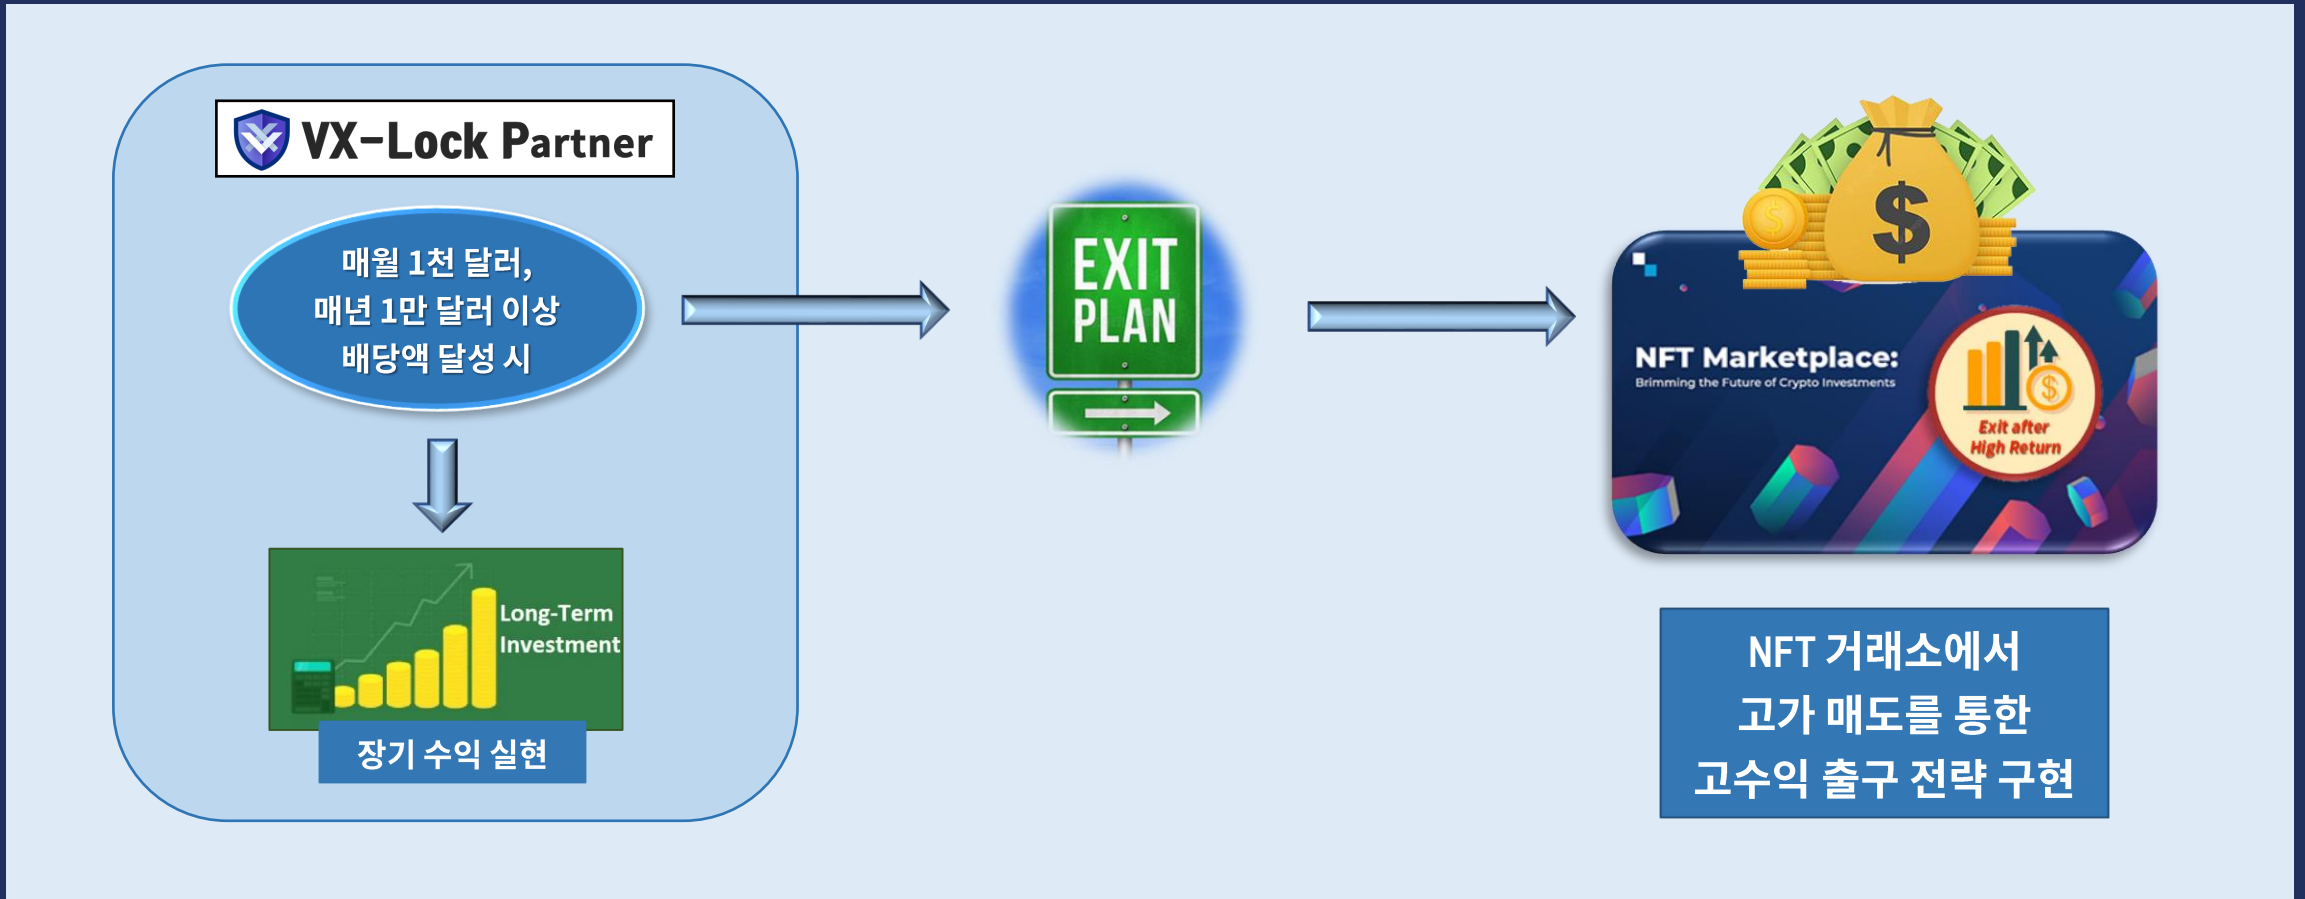 VX-Lock Partner
매월 1천 달러,
매년 1만 달러 이상
배당액 달성 시
Long-Term
Investment
장기 수익 실현
EXIT
PLAN
$
$
NFT Marketplace:
Brimming the Future of Crypto Investments
$
Exit after
High Return
NFT 거래소에서
고가 매도를 통한
고수익 출구 전략 구현